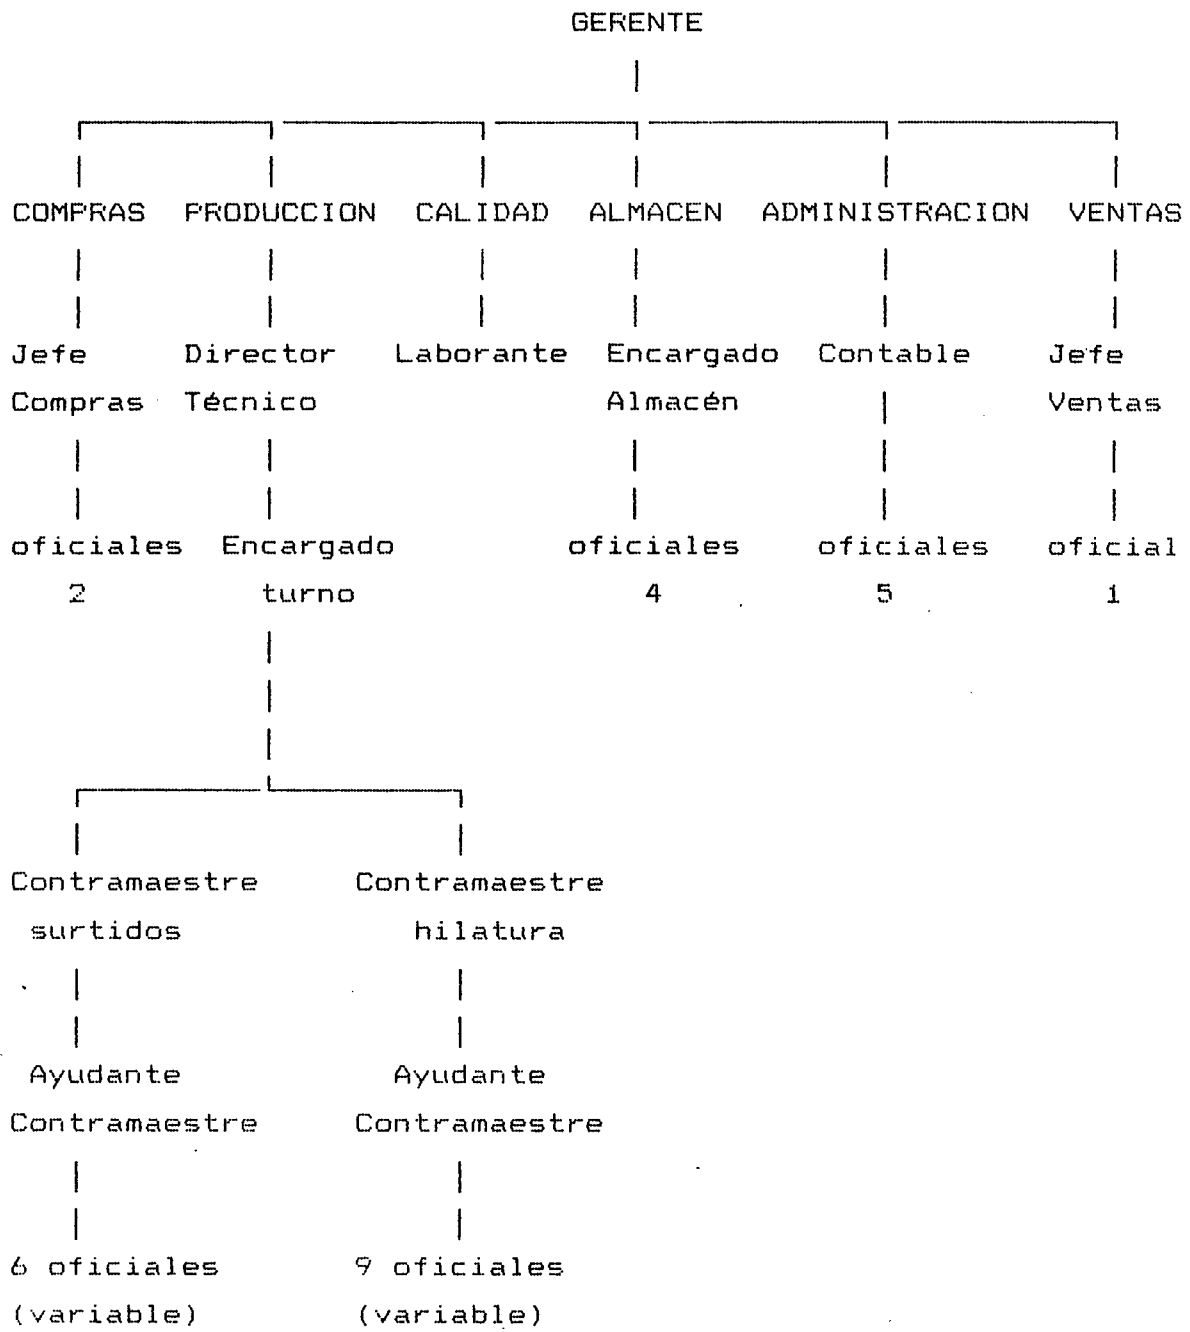 GERENTE
COMPRAS PRODUCCION CALIDAD ALMACEN ADMINISTRACION VENTAS
Jefe Director Laborante Encargado Contable Jefe
Compras Técnico Almacén Ventas
oficiales Encargado oficiales oficiales oficial
2 turno 4 5 1
Contramaestre Contramaestre
surtidos hilatura
Ayudante Ayudante
Contramaestre Contramaestre
6 oficiales 9 oficiales
(variable) (variable)